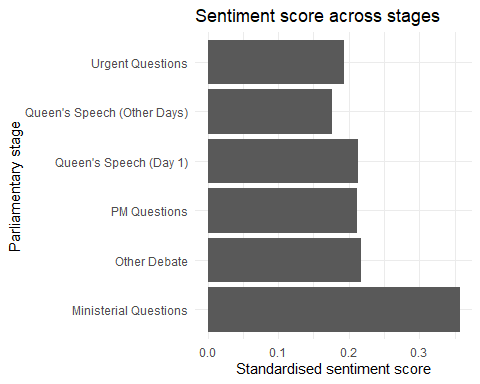 Sentiment score across stages
Parliamentary stage
Urgent Questions
Queen's Speech (Other Days)
Queen's Speech (Day 1)
PM Questions
Other Debate
Ministerial Questions
0.0 0.1 0.2 0.3
Standardised sentiment score